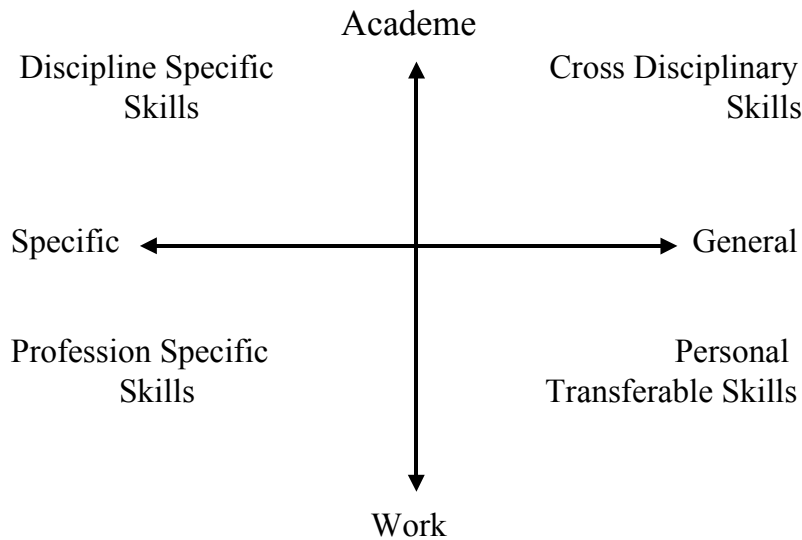 Academe
Discipline Specific
Skills
Cross Disciplinary
Skills
Specific
General
Profession Specific
Skills
Personal
Transferable Skills
Work